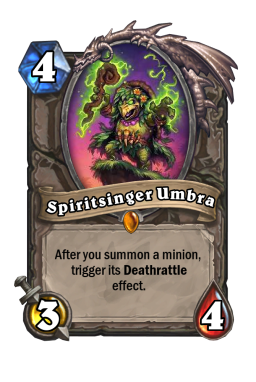 4
Spiritsinger Umbra
After you summon a minion,
trigger its Deathrattle
effect.
3
4